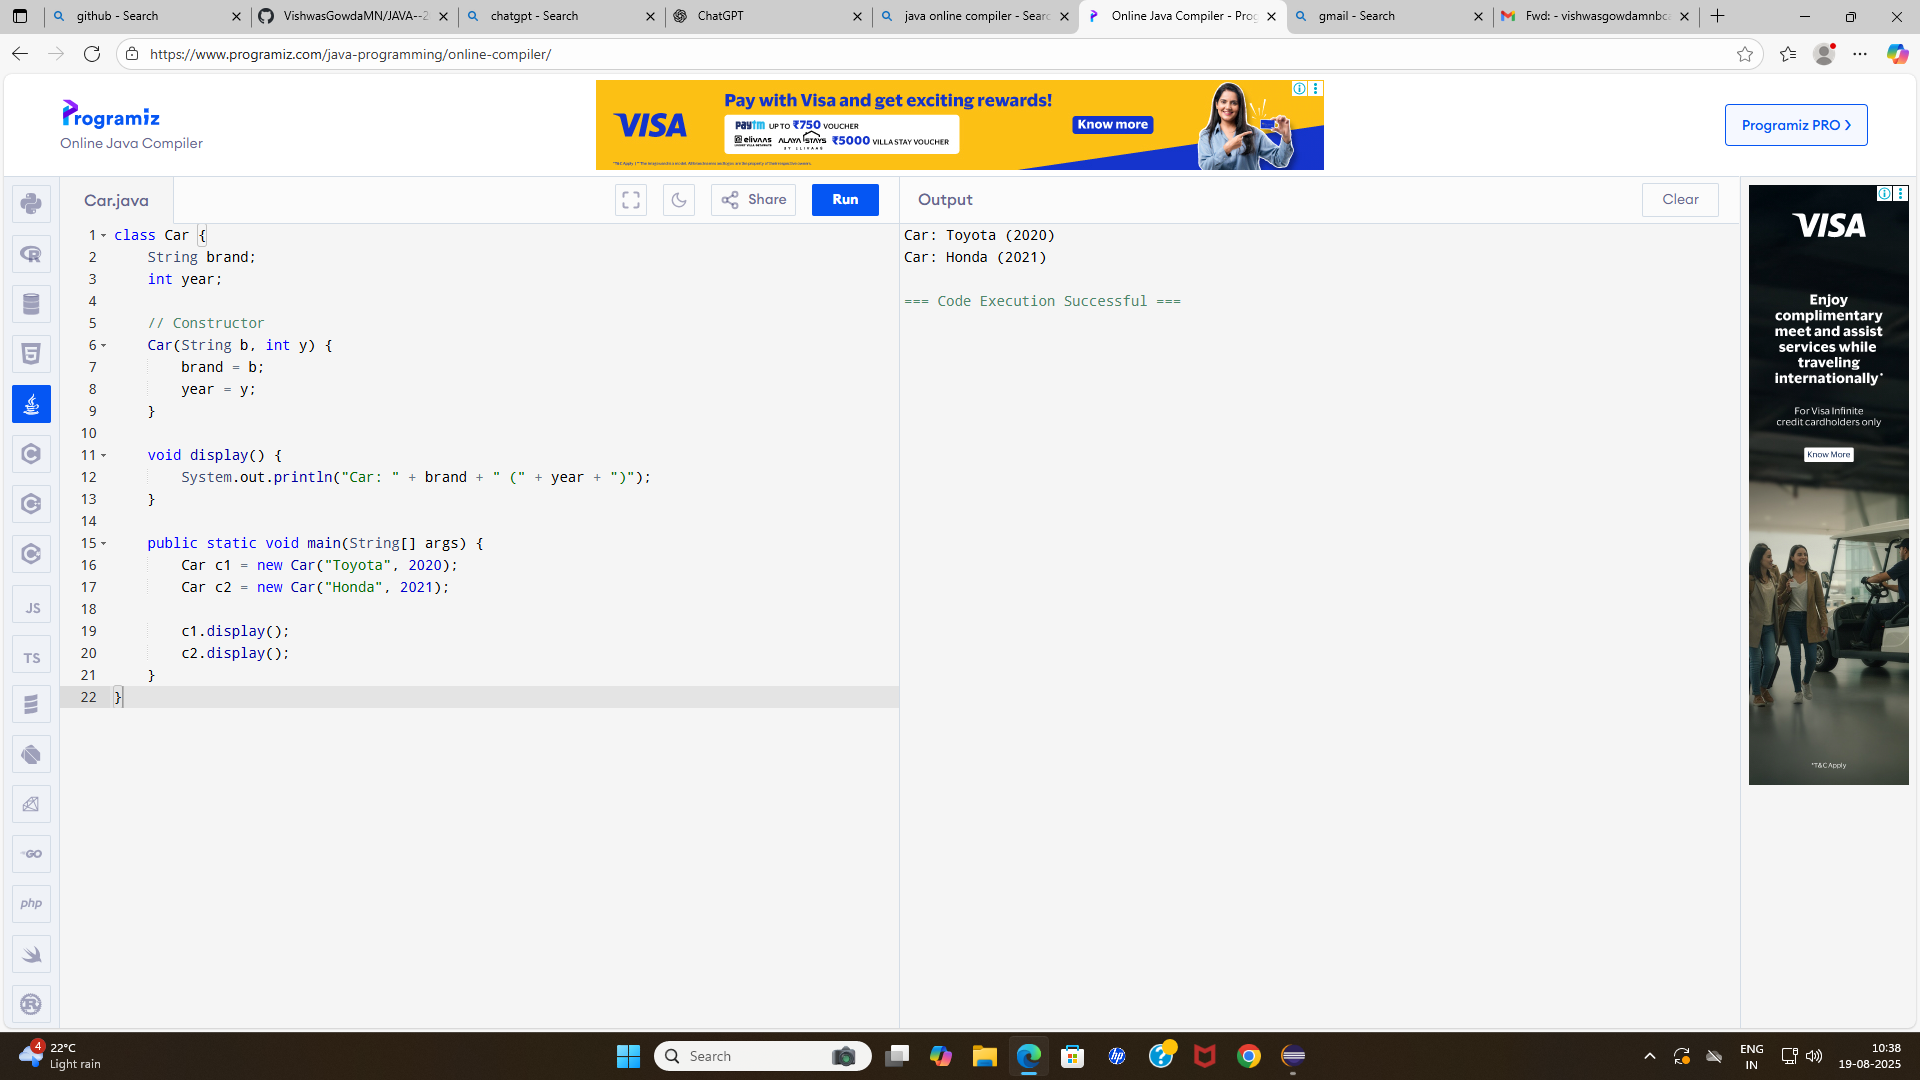 github - Search
VishwasGowdaMN/JAVA--2
chatgpt - Search
ChatGPT
java online compiler - Searc
Online Java Compiler - Prog
gmail - Search
Fwd: - vishwasgowdamnbca
https://www.programiz.com/java-programming/online-compiler/
Programiz
Online Java Compiler
VISA
Pay with Visa and get exciting rewards!
paytm UP TO ₹750 VOUCHER
elivaas ALAYA STAYS BY ELIVAAS ₹5000 VILLA STAY VOUCHER
Know more
Programiz PRO >
Car.java
Share
Run
Output
Clear
1 class Car {
2 String brand;
3 int year;
4
5 // Constructor
6 Car(String b, int y) {
7 brand = b;
8 year = y;
9 }
10
11 void display() {
12 System.out.println("Car: " + brand + " (" + year + ")");
13 }
14
15 public static void main(String[] args) {
16 Car c1 = new Car("Toyota", 2020);
17 Car c2 = new Car("Honda", 2021);
18
19 c1.display();
20 c2.display();
21 }
22 }
Car: Toyota (2020)
Car: Honda (2021)
=== Code Execution Successful ===
JS
TS
GO
php
VISA
Enjoy
complimentary
meet and assist
services while
traveling
internationally*
For Visa Infinite
credit cardholders only
Know More
*T&C Apply
4
22°C
Light rain
Search
hp
ENG
IN
10:38
19-08-2025